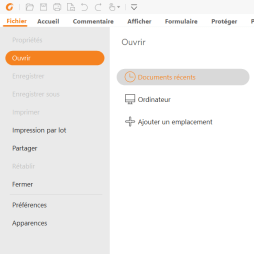 Fichier Accueil Commentaire Afficher Formulaire Protéger
Propriétés
Ouvrir
Enregistrer
Enregistrer sous
Imprimer
Impression par lot
Partager
Rétablir
Fermer
Préférences
Apparences
Ouvrir
Documents récents
Ordinateur
Ajouter un emplacement